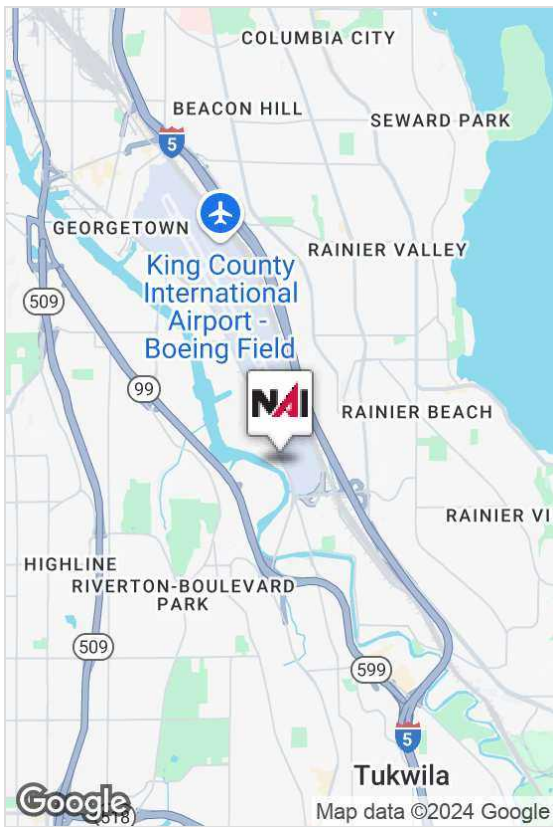 COLUMBIA CITY
BEACON HILL
SEWARD PARK
5
GEORGETOWN
RAINIER VALLEY
King County
International
Airport -
Boeing Field
509
99
NAI
RAINIER BEACH
RAINIER VI
HIGHLINE
RIVERTON-BOULEVARD
PARK
509
599
5
Tukwila
Google
518
Map data ©2024 Google